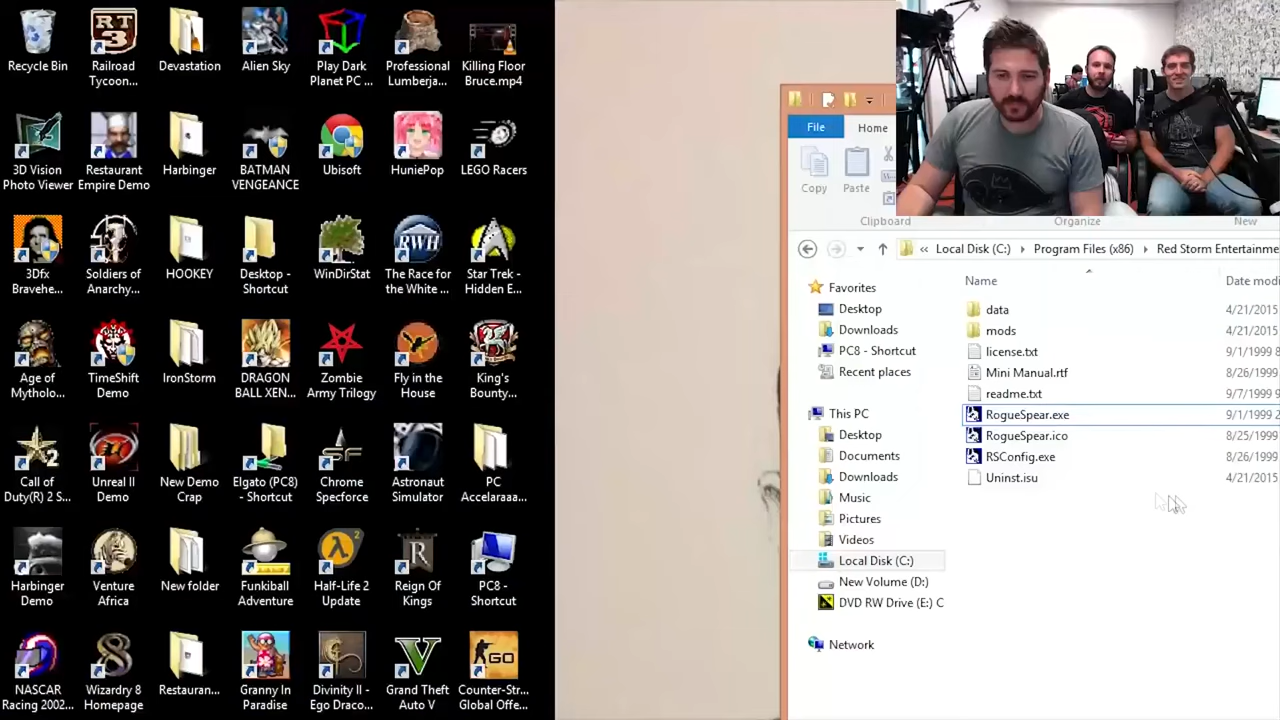 Recycle Bin
Railroad
Tycoon...
Devastation
Alien Sky
Play Dark
Planet PC ...
Professional
Lumberja...
Killing Floor
Bruce.mp4
3D Vision
Photo Viewer
Restaurant
Empire Demo
Harbinger
BATMAN
VENGEANCE
Ubisoft
HuniePop
LEGO Racers
3Dfx
Bravehe...
Soldiers of
Anarchy...
HOOKEY
Desktop -
Shortcut
WinDirStat
The Race for
the White ...
Star Trek -
Hidden E...
Age of
Mytholo...
TimeShift
Demo
IronStorm
DRAGON
BALL XEN...
Zombie
Army Trilogy
Fly in the
House
King's
Bounty...
Call of
Duty(R) 2 S...
Unreal II
Demo
New Demo
Crap
Elgato (PC8)
- Shortcut
Chrome
Specforce
Astronaut
Simulator
PC
Accelaraaa...
Harbinger
Demo
Venture
Africa
New folder
Funkiball
Adventure
Half-Life 2
Update
Reign Of
Kings
PC8 -
Shortcut
NASCAR
Racing 2002...
Wizardry 8
Homepage
Restauran...
Granny In
Paradise
Divinity II -
Ego Draco...
Grand Theft
Auto V
Counter-Str...
Global Offe...
RT
3
RWH
2
SF
R
V
GO
File
Home
Copy
Paste
Clipboard
Organize
New
« Local Disk (C:)
Program Files (x86)
Red Storm Entertainme
Name
Date modi
Favorites
Desktop
Downloads
PC8 - Shortcut
Recent places
This PC
Desktop
Documents
Downloads
Music
Pictures
Videos
Local Disk (C:)
New Volume (D:)
DVD RW Drive (E:) C
Network
data
4/21/2015
mods
4/21/2015
license.txt
9/1/1999 8
Mini Manual.rtf
8/26/1999
readme.txt
9/7/1999 9
RogueSpear.exe
9/1/1999 2
RogueSpear.ico
8/25/1999
RSConfig.exe
8/26/1999
Uninst.isu
4/21/2015